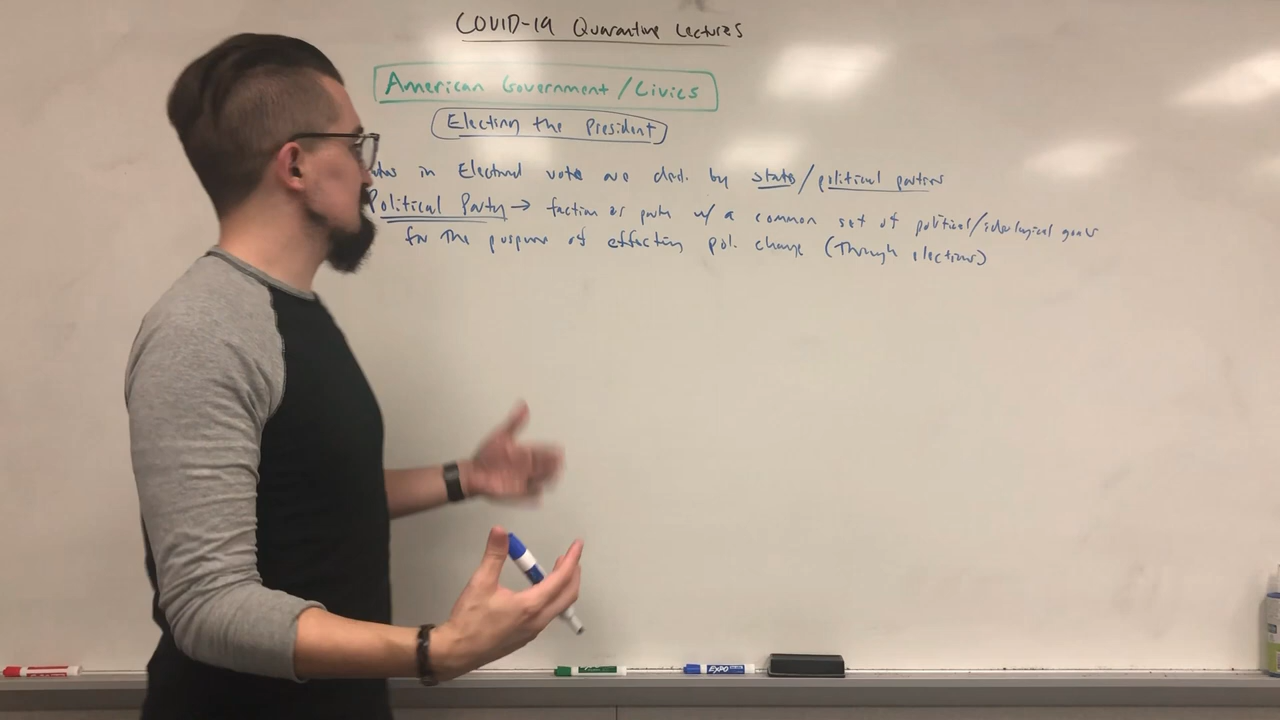 COVID-19 Quarantine Lectures
American Government/Civics
Electing the President
in Electoral vote are by state/political parties
Political Party → faction or party w/ a common set of political/ideological goals
for the purpose of effecting pol. change (through elections)
EXPO